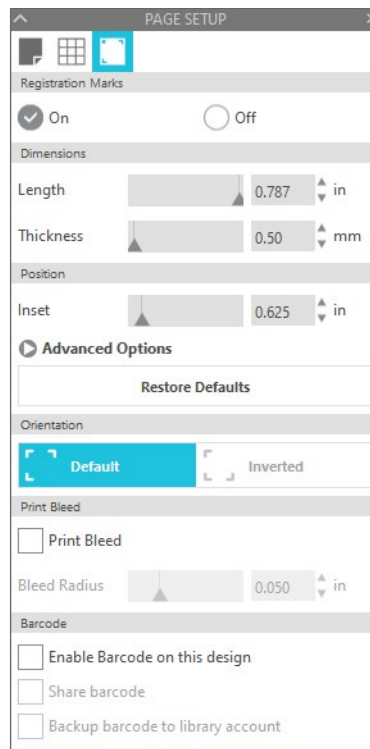 PAGE SETUP
Registration Marks
On Off
Dimensions
Length 0.787 in
Thickness 0.50 mm
Position
Inset 0.625 in
Advanced Options
Restore Defaults
Orientation
Default Inverted
Print Bleed
Print Bleed
Bleed Radius 0.050 in
Barcode
Enable Barcode on this design
Share barcode
Backup barcode to library account